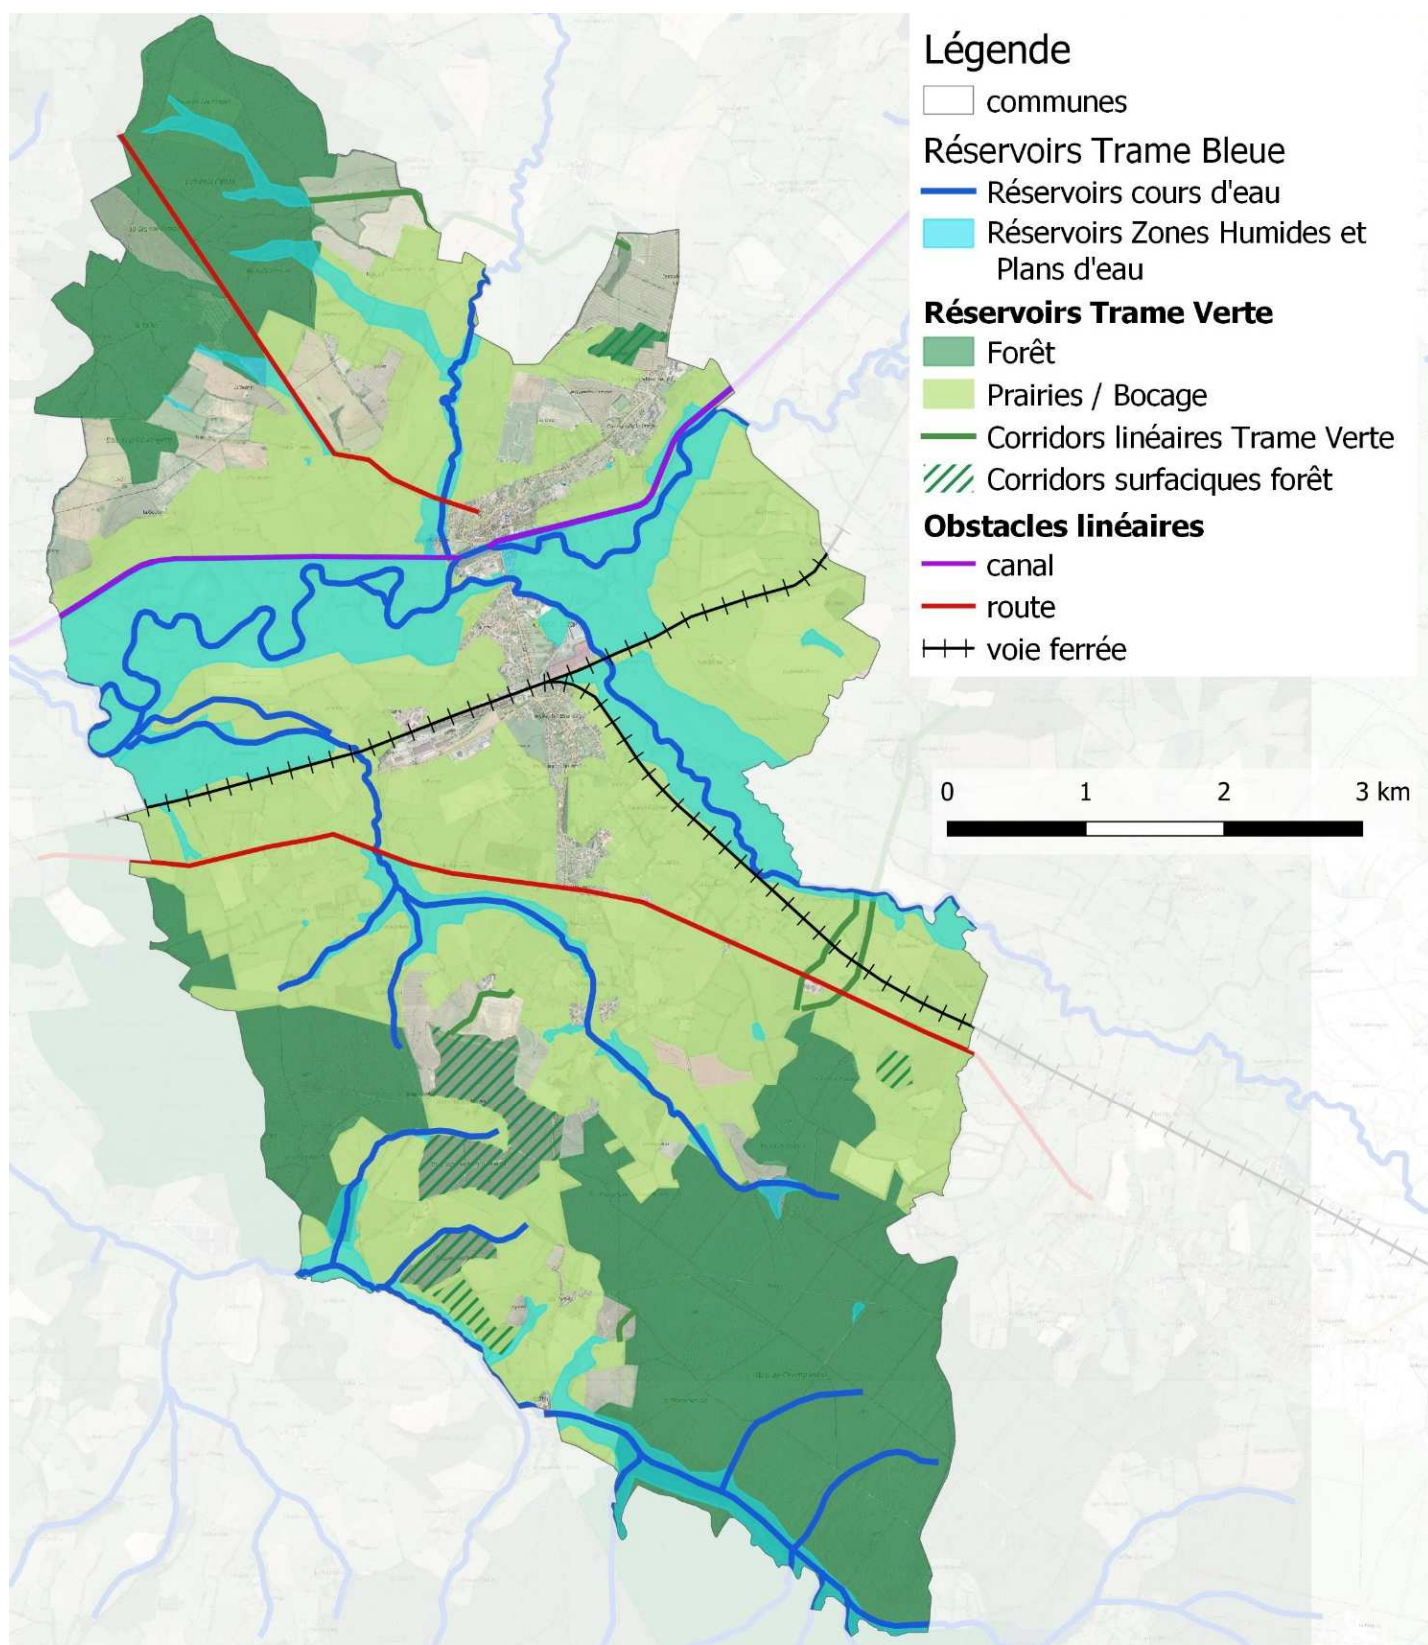 Légende
communes
Réservoirs Trame Bleue
Réservoirs cours d'eau
Réservoirs Zones Humides et
Plans d'eau
Réservoirs Trame Verte
Forêt
Prairies / Bocage
Corridors linéaires Trame Verte
Corridors surfaciques forêt
Obstacles linéaires
canal
route
voie ferrée
0 1 2 3 km